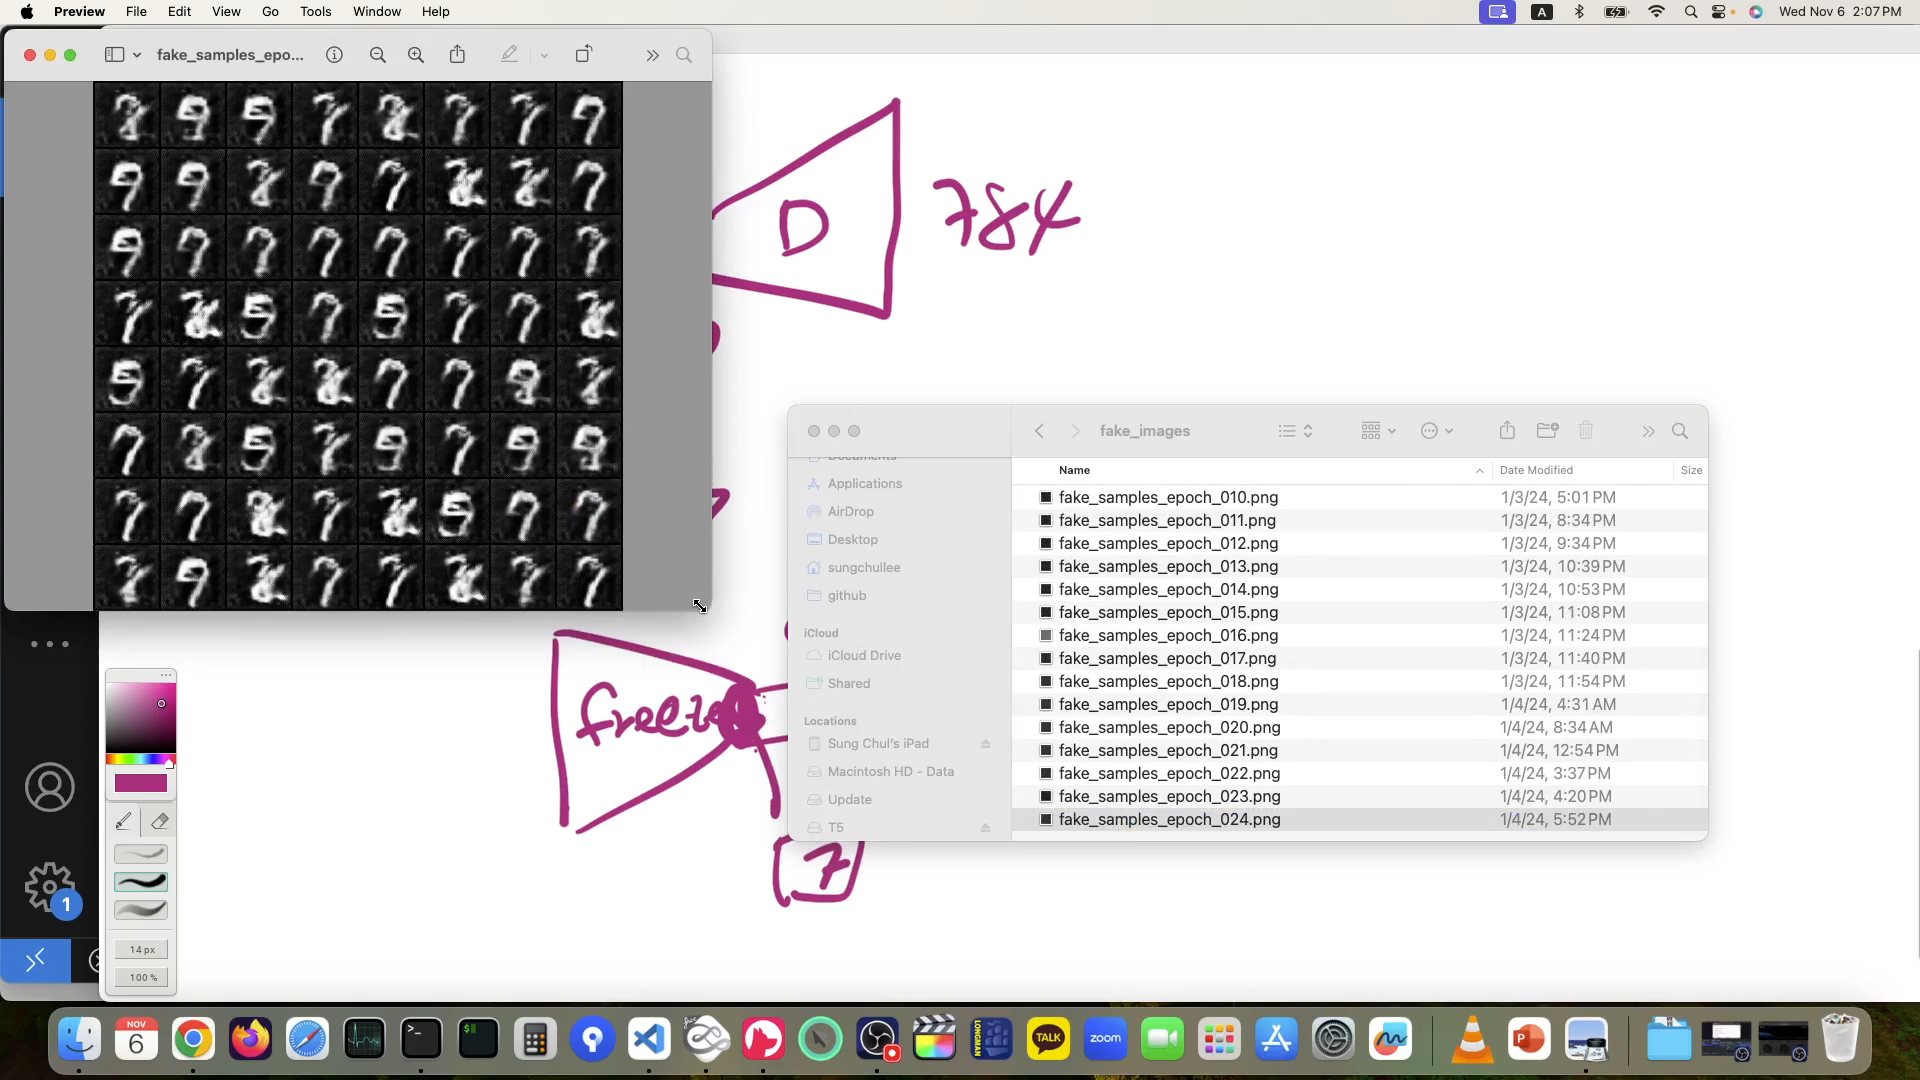 Preview File Edit View Go Tools Window Help
A
Wed Nov 6 2:07 PM
fake_samples_epo...
D
784
freeze
7
fake_images
Name Date Modified Size
Documents
Applications
AirDrop
Desktop
sungchullee
github
iCloud
iCloud Drive
Shared
Locations
Sung Chul's iPad
Macintosh HD - Data
Update
T5
fake_samples_epoch_010.png 1/3/24, 5:01 PM
fake_samples_epoch_011.png 1/3/24, 8:34 PM
fake_samples_epoch_012.png 1/3/24, 9:34 PM
fake_samples_epoch_013.png 1/3/24, 10:39 PM
fake_samples_epoch_014.png 1/3/24, 10:53 PM
fake_samples_epoch_015.png 1/3/24, 11:08 PM
fake_samples_epoch_016.png 1/3/24, 11:24 PM
fake_samples_epoch_017.png 1/3/24, 11:40 PM
fake_samples_epoch_018.png 1/3/24, 11:54 PM
fake_samples_epoch_019.png 1/4/24, 4:31 AM
fake_samples_epoch_020.png 1/4/24, 8:34 AM
fake_samples_epoch_021.png 1/4/24, 12:54 PM
fake_samples_epoch_022.png 1/4/24, 3:37 PM
fake_samples_epoch_023.png 1/4/24, 4:20 PM
fake_samples_epoch_024.png 1/4/24, 5:52 PM
1
14 px
100 %
NOV
6
LONGMAN
TALK
zoom
P